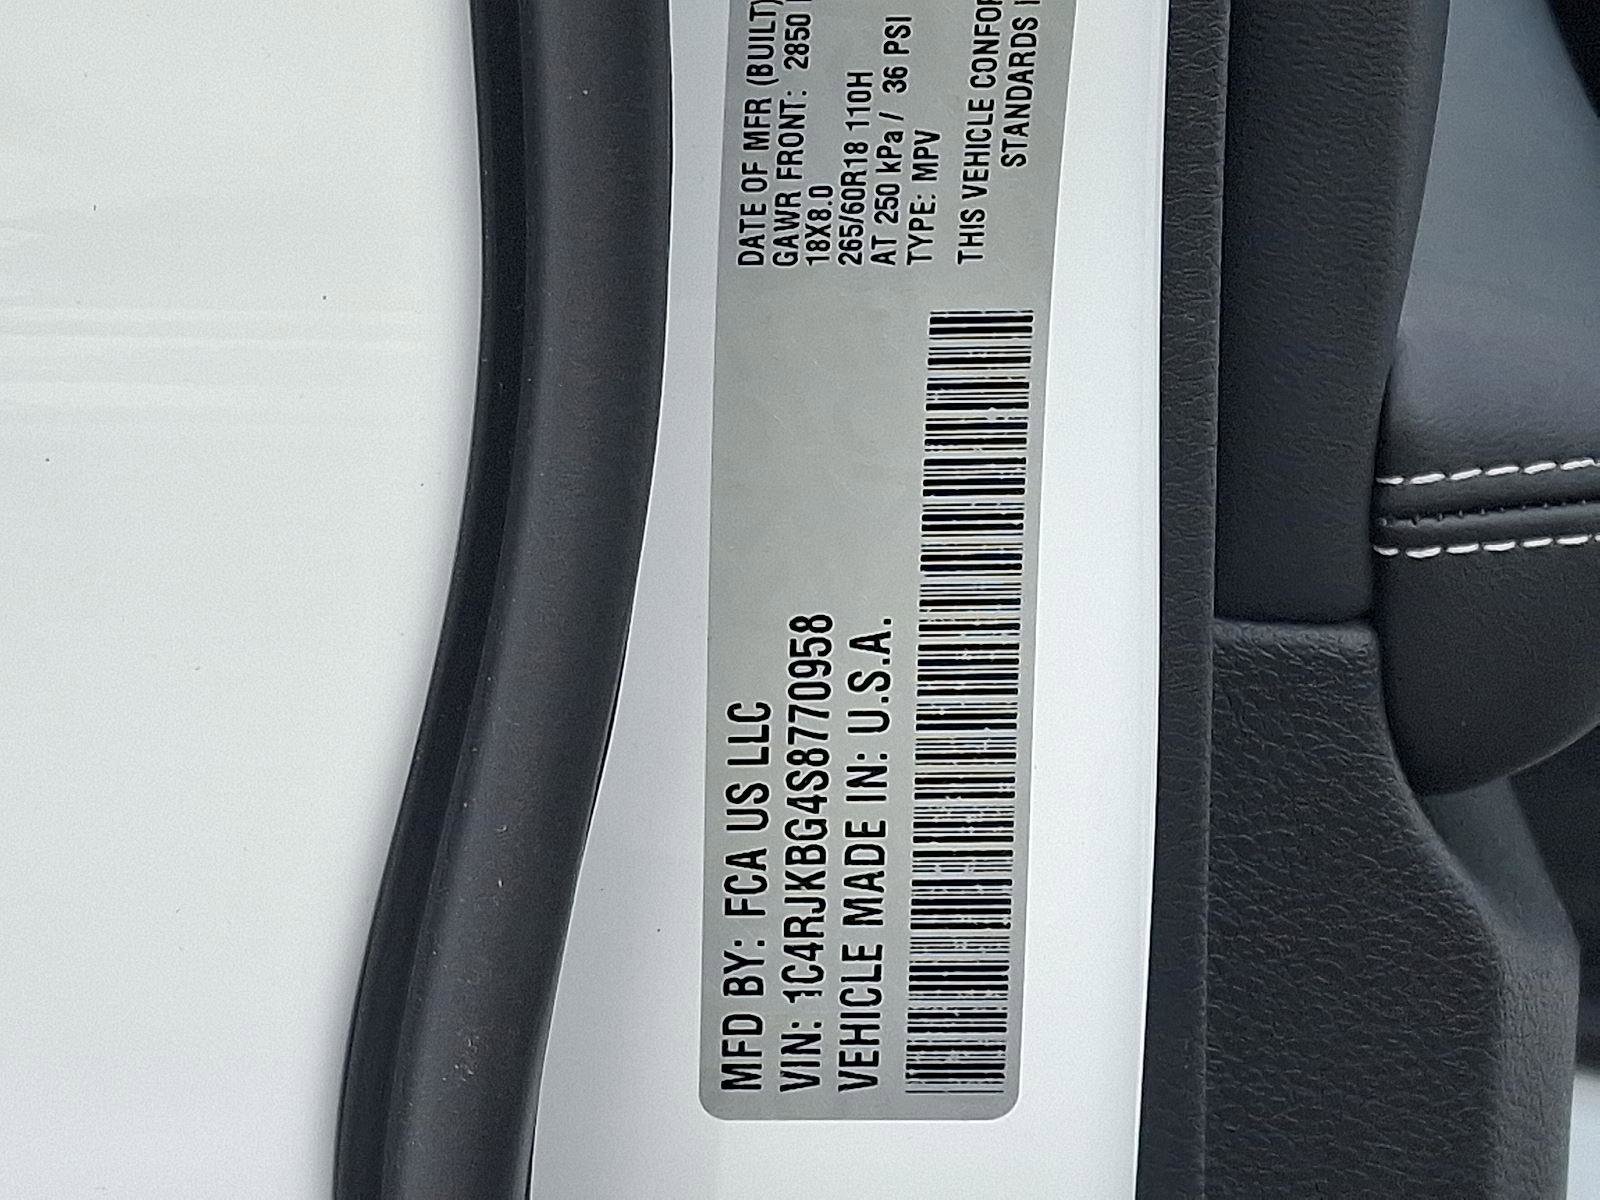 MFD BY: FCA US LLC
VIN: 1C4RJKBG4S8770958
VEHICLE MADE IN: U.S.A.
DATE OF MFR (BUILT)
GAWR FRONT: 2850
18X8.0
265/60R18 110H
AT 250 kPa / 36 PSI
TYPE: MPV
THIS VEHICLE CONFOR
STANDARDS